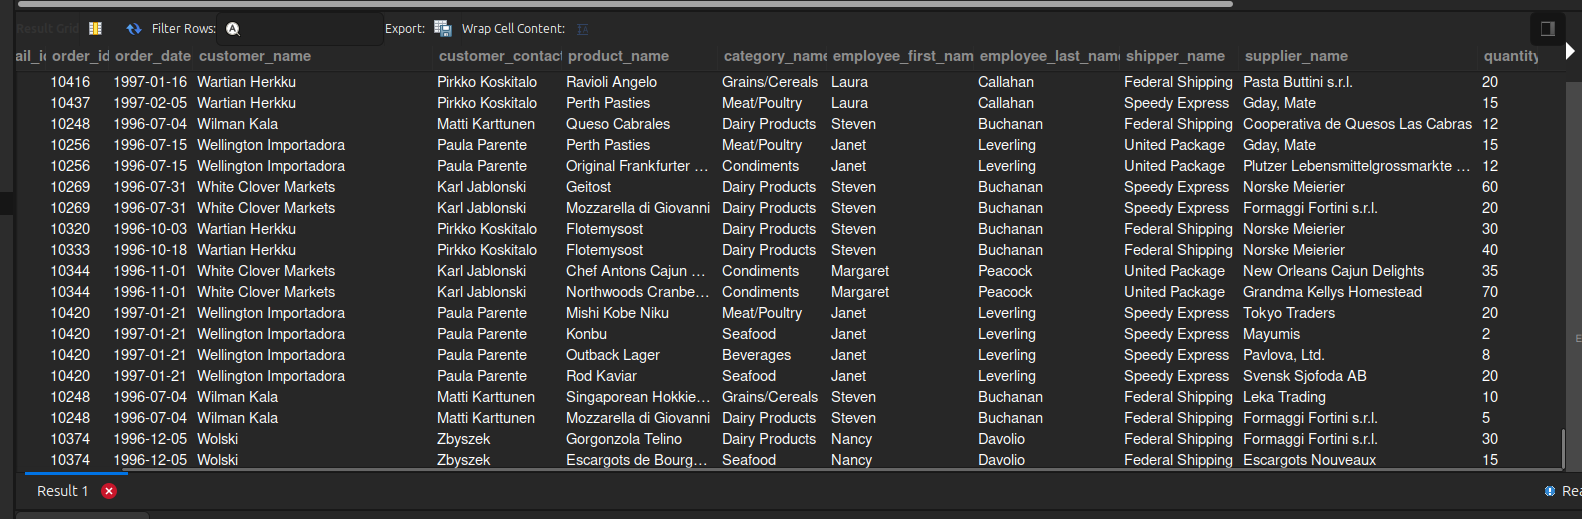 Result Grid Filter Rows: Export: Wrap Cell Content:
ail_id order_id order_date customer_name customer_contact product_name category_name employee_first_nam employee_last_name shipper_name supplier_name quantity
10416 1997-01-16 Wartian Herkku Pirkko Koskitalo Ravioli Angelo Grains/Cereals Laura Callahan Federal Shipping Pasta Buttini s.r.l. 20
10437 1997-02-05 Wartian Herkku Pirkko Koskitalo Perth Pasties Meat/Poultry Laura Callahan Speedy Express Gday, Mate 15
10248 1996-07-04 Wilman Kala Matti Karttunen Queso Cabrales Dairy Products Steven Buchanan Federal Shipping Cooperativa de Quesos Las Cabras 12
10256 1996-07-15 Wellington Importadora Paula Parente Perth Pasties Meat/Poultry Janet Leverling United Package Gday, Mate 15
10256 1996-07-15 Wellington Importadora Paula Parente Original Frankfurter ... Condiments Janet Leverling United Package Plutzer Lebensmittelgrossmarkte ... 12
10269 1996-07-31 White Clover Markets Karl Jablonski Geitost Dairy Products Steven Buchanan Speedy Express Norske Meierier 60
10269 1996-07-31 White Clover Markets Karl Jablonski Mozzarella di Giovanni Dairy Products Steven Buchanan Speedy Express Formaggi Fortini s.r.l. 20
10320 1996-10-03 Wartian Herkku Pirkko Koskitalo Flotemysost Dairy Products Steven Buchanan Federal Shipping Norske Meierier 30
10333 1996-10-18 Wartian Herkku Pirkko Koskitalo Flotemysost Dairy Products Steven Buchanan Federal Shipping Norske Meierier 40
10344 1996-11-01 White Clover Markets Karl Jablonski Chef Antons Cajun ... Condiments Margaret Peacock United Package New Orleans Cajun Delights 35
10344 1996-11-01 White Clover Markets Karl Jablonski Northwoods Cranbe... Condiments Margaret Peacock United Package Grandma Kellys Homestead 70
10420 1997-01-21 Wellington Importadora Paula Parente Mishi Kobe Niku Meat/Poultry Janet Leverling Speedy Express Tokyo Traders 20
10420 1997-01-21 Wellington Importadora Paula Parente Konbu Seafood Janet Leverling Speedy Express Mayumis 2
10420 1997-01-21 Wellington Importadora Paula Parente Outback Lager Beverages Janet Leverling Speedy Express Pavlova, Ltd. 8
10420 1997-01-21 Wellington Importadora Paula Parente Rod Kaviar Seafood Janet Leverling Speedy Express Svensk Sjofoda AB 20
10248 1996-07-04 Wilman Kala Matti Karttunen Singaporean Hokkie... Grains/Cereals Steven Buchanan Federal Shipping Leka Trading 10
10248 1996-07-04 Wilman Kala Matti Karttunen Mozzarella di Giovanni Dairy Products Steven Buchanan Federal Shipping Formaggi Fortini s.r.l. 5
10374 1996-12-05 Wolski Zbyszek Gorgonzola Telino Dairy Products Nancy Davolio Federal Shipping Formaggi Fortini s.r.l. 30
10374 1996-12-05 Wolski Zbyszek Escargots de Bourg... Seafood Nancy Davolio Federal Shipping Escargots Nouveaux 15
Result 1 Rea